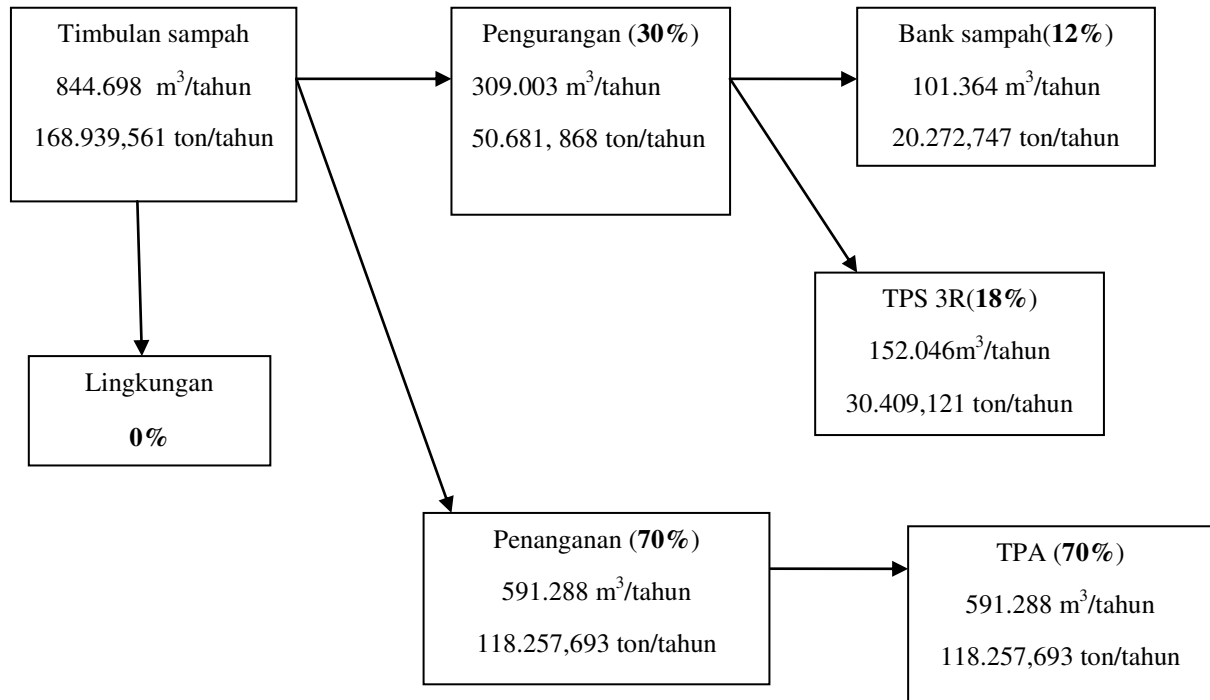 Timbulan sampah
844.698 m³/tahun
168.939,561 ton/tahun
Pengurangan (30%)
309.003 m³/tahun
50.681, 868 ton/tahun
Bank sampah(12%)
101.364 m³/tahun
20.272,747 ton/tahun
TPS 3R(18%)
152.046m³/tahun
30.409,121 ton/tahun
Lingkungan
0%
Penanganan (70%)
591.288 m³/tahun
118.257,693 ton/tahun
TPA (70%)
591.288 m³/tahun
118.257,693 ton/tahun